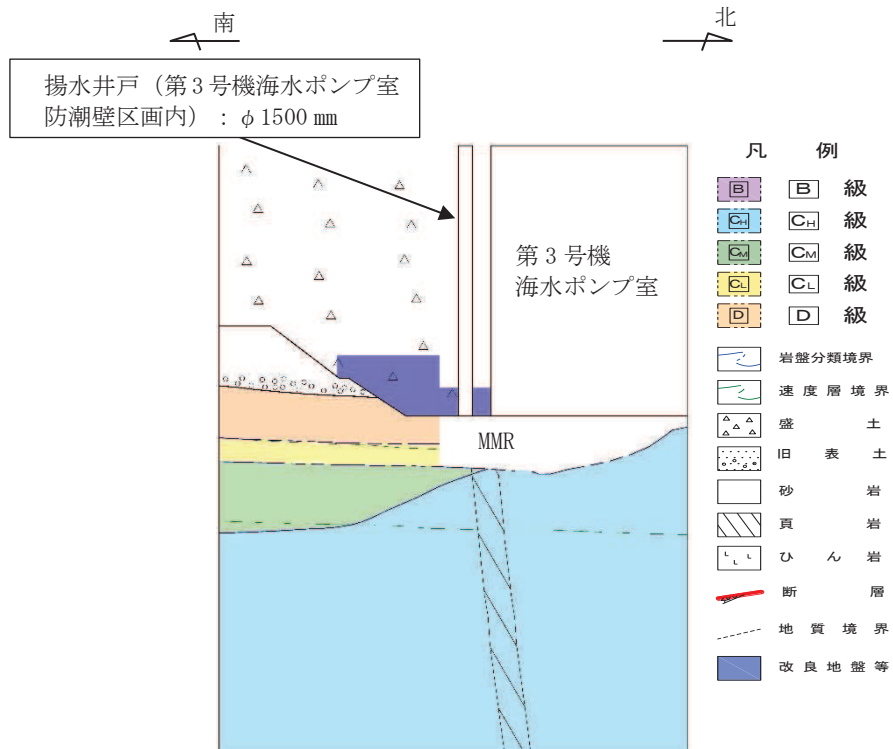 南
北
揚水井戸（第３号機海水ポンプ室
防潮壁区画内）：φ1500 mm
第３号機
海水ポンプ室
MMR
凡 例
B B 級
CH CH 級
CM CM 級
CL CL 級
D D 級
岩盤分類境界
速度層境界
盛土
旧表土
砂岩
頁岩
ひん岩
断層
地質境界
改良地盤等